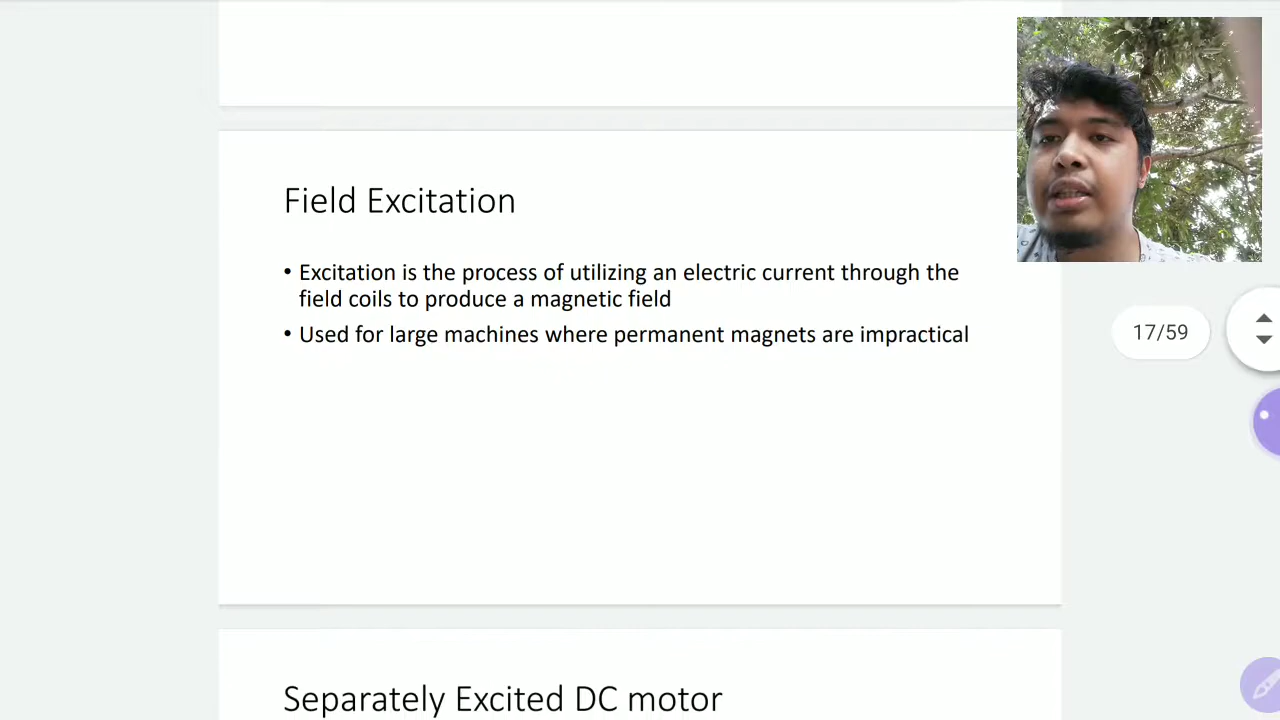 Field Excitation
• Excitation is the process of utilizing an electric current through the
field coils to produce a magnetic field
• Used for large machines where permanent magnets are impractical
17/59
Separately Excited DC motor